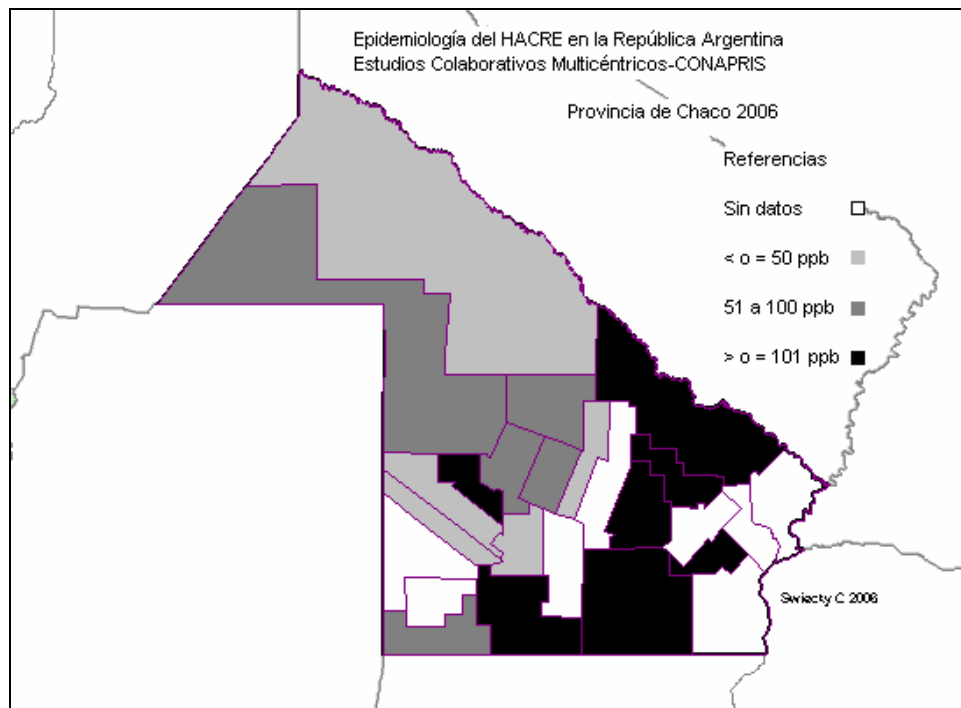 Epidemiología del HACRE en la República Argentina
Estudios Colaborativos Multicéntricos-CONAPRIS
Provincia de Chaco 2006
Referencias
Sin datos
< o = 50 ppb
51 a 100 ppb
> o = 101 ppb
Swiecky C 2006